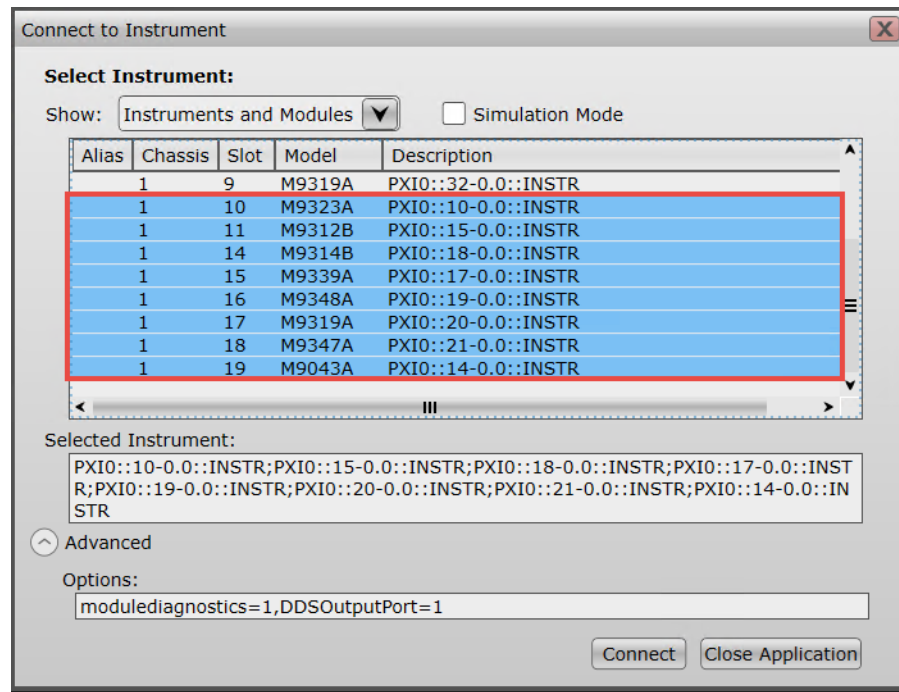 Connect to Instrument X
Select Instrument:
Show: Instruments and Modules Simulation Mode
Alias Chassis Slot Model Description
1 9 M9319A PXI0::32-0.0::INSTR
1 10 M9323A PXI0::10-0.0::INSTR
1 11 M9312B PXI0::15-0.0::INSTR
1 14 M9314B PXI0::18-0.0::INSTR
1 15 M9339A PXI0::17-0.0::INSTR
1 16 M9348A PXI0::19-0.0::INSTR
1 17 M9319A PXI0::20-0.0::INSTR
1 18 M9347A PXI0::21-0.0::INSTR
1 19 M9043A PXI0::14-0.0::INSTR
Selected Instrument:
PXI0::10-0.0::INSTR;PXI0::15-0.0::INSTR;PXI0::18-0.0::INSTR;PXI0::17-0.0::INST
R;PXI0::19-0.0::INSTR;PXI0::20-0.0::INSTR;PXI0::21-0.0::INSTR;PXI0::14-0.0::IN
STR
Advanced
Options:
modulediagnostics=1,DDSOutputPort=1
Connect Close Application